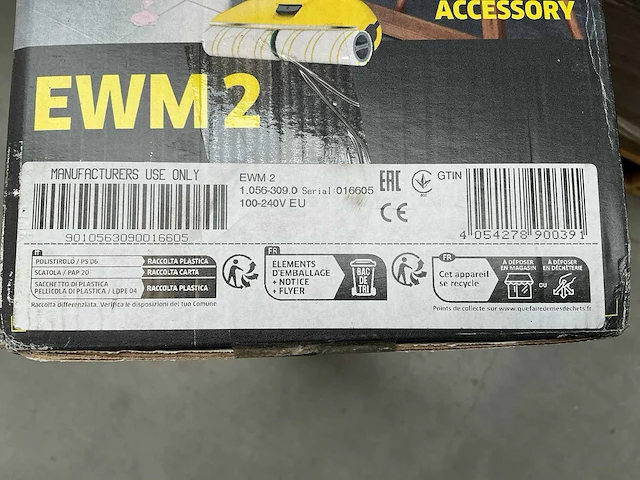 ACCESSORY
EWM 2
MANUFACTURERS USE ONLY
9010563090016605
EWM 2
1.056-309.0 Serial 016605
100-240V EU
EAC
CE
GTIN
4 054278 900391
IT
POLISTIROLO / PS 06 RACCOLTA PLASTICA
SCATOLA / PAP 20 RACCOLTA CARTA
SACCHETTO DI PLASTICA
PELLICOLA DI PLASTICA / LDPE 04 RACCOLTA PLASTICA
Raccolta differenziata. Verifica le disposizioni del tuo Comune
FR
ELEMENTS
D'EMBALLAGE
+ NOTICE
+ FLYER
BAC
DE
TRI
FR
Cet appareil
se recycle
À DÉPOSER
EN MAGASIN
OU
À DÉPOSER
EN DÉCHÈTERIE
Points de collecte sur www.quefairedemesdechets.fr